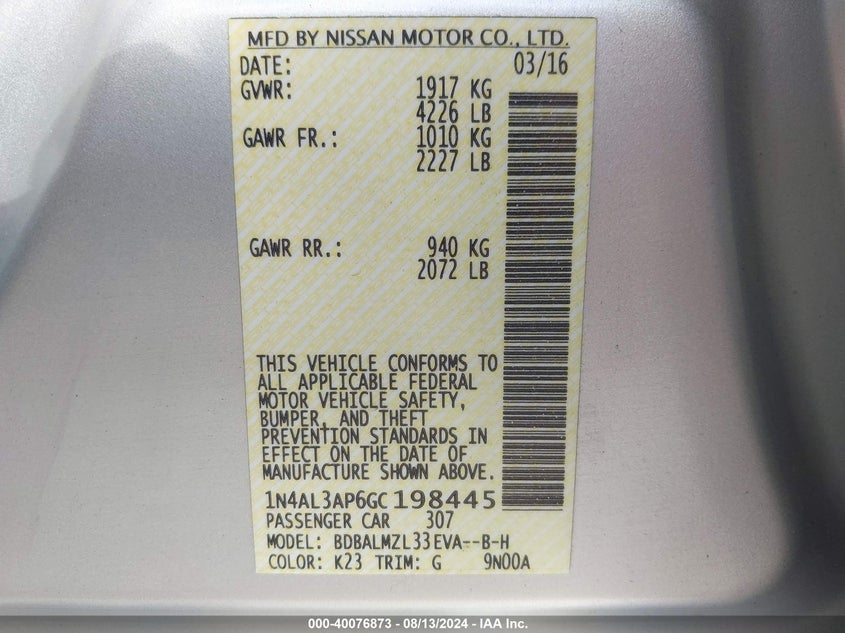 MFD BY NISSAN MOTOR CO., LTD.
DATE: 03/16
GVWR: 1917 KG
4226 LB
GAWR FR.: 1010 KG
2227 LB
GAWR RR.: 940 KG
2072 LB
THIS VEHICLE CONFORMS TO
ALL APPLICABLE FEDERAL
MOTOR VEHICLE SAFETY,
BUMPER, AND THEFT
PREVENTION STANDARDS IN
EFFECT ON THE DATE OF
MANUFACTURE SHOWN ABOVE.
1N4AL3AP6GC198445
PASSENGER CAR 307
MODEL: BDBALMZL33EVA--B-H
COLOR: K23 TRIM: G 9N00A
000-40076873 - 08/13/2024 - IAA Inc.